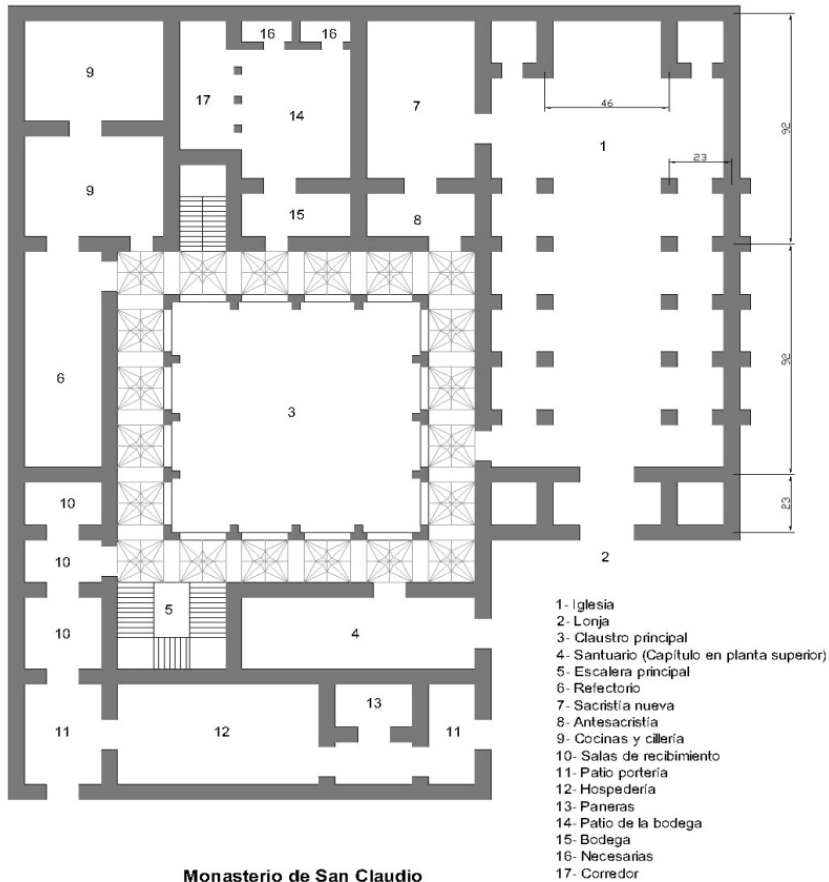 16 16
9
17
14
7
46
1
92
23
9
15
8
6
3
92
10
23
10
2
5
4
10
13
11
12
11
1- Iglesia
2- Lonja
3- Claustro principal
4- Santuario (Capítulo en planta superior)
5- Escalera principal
6- Refectorio
7- Sacristía nueva
8- Antesacristía
9- Cocinas y cillería
10- Salas de recibimiento
11- Patio portería
12- Hospedería
13- Paneras
14- Patio de la bodega
15- Bodega
16- Necesarias
17- Corredor
Monasterio de San Claudio